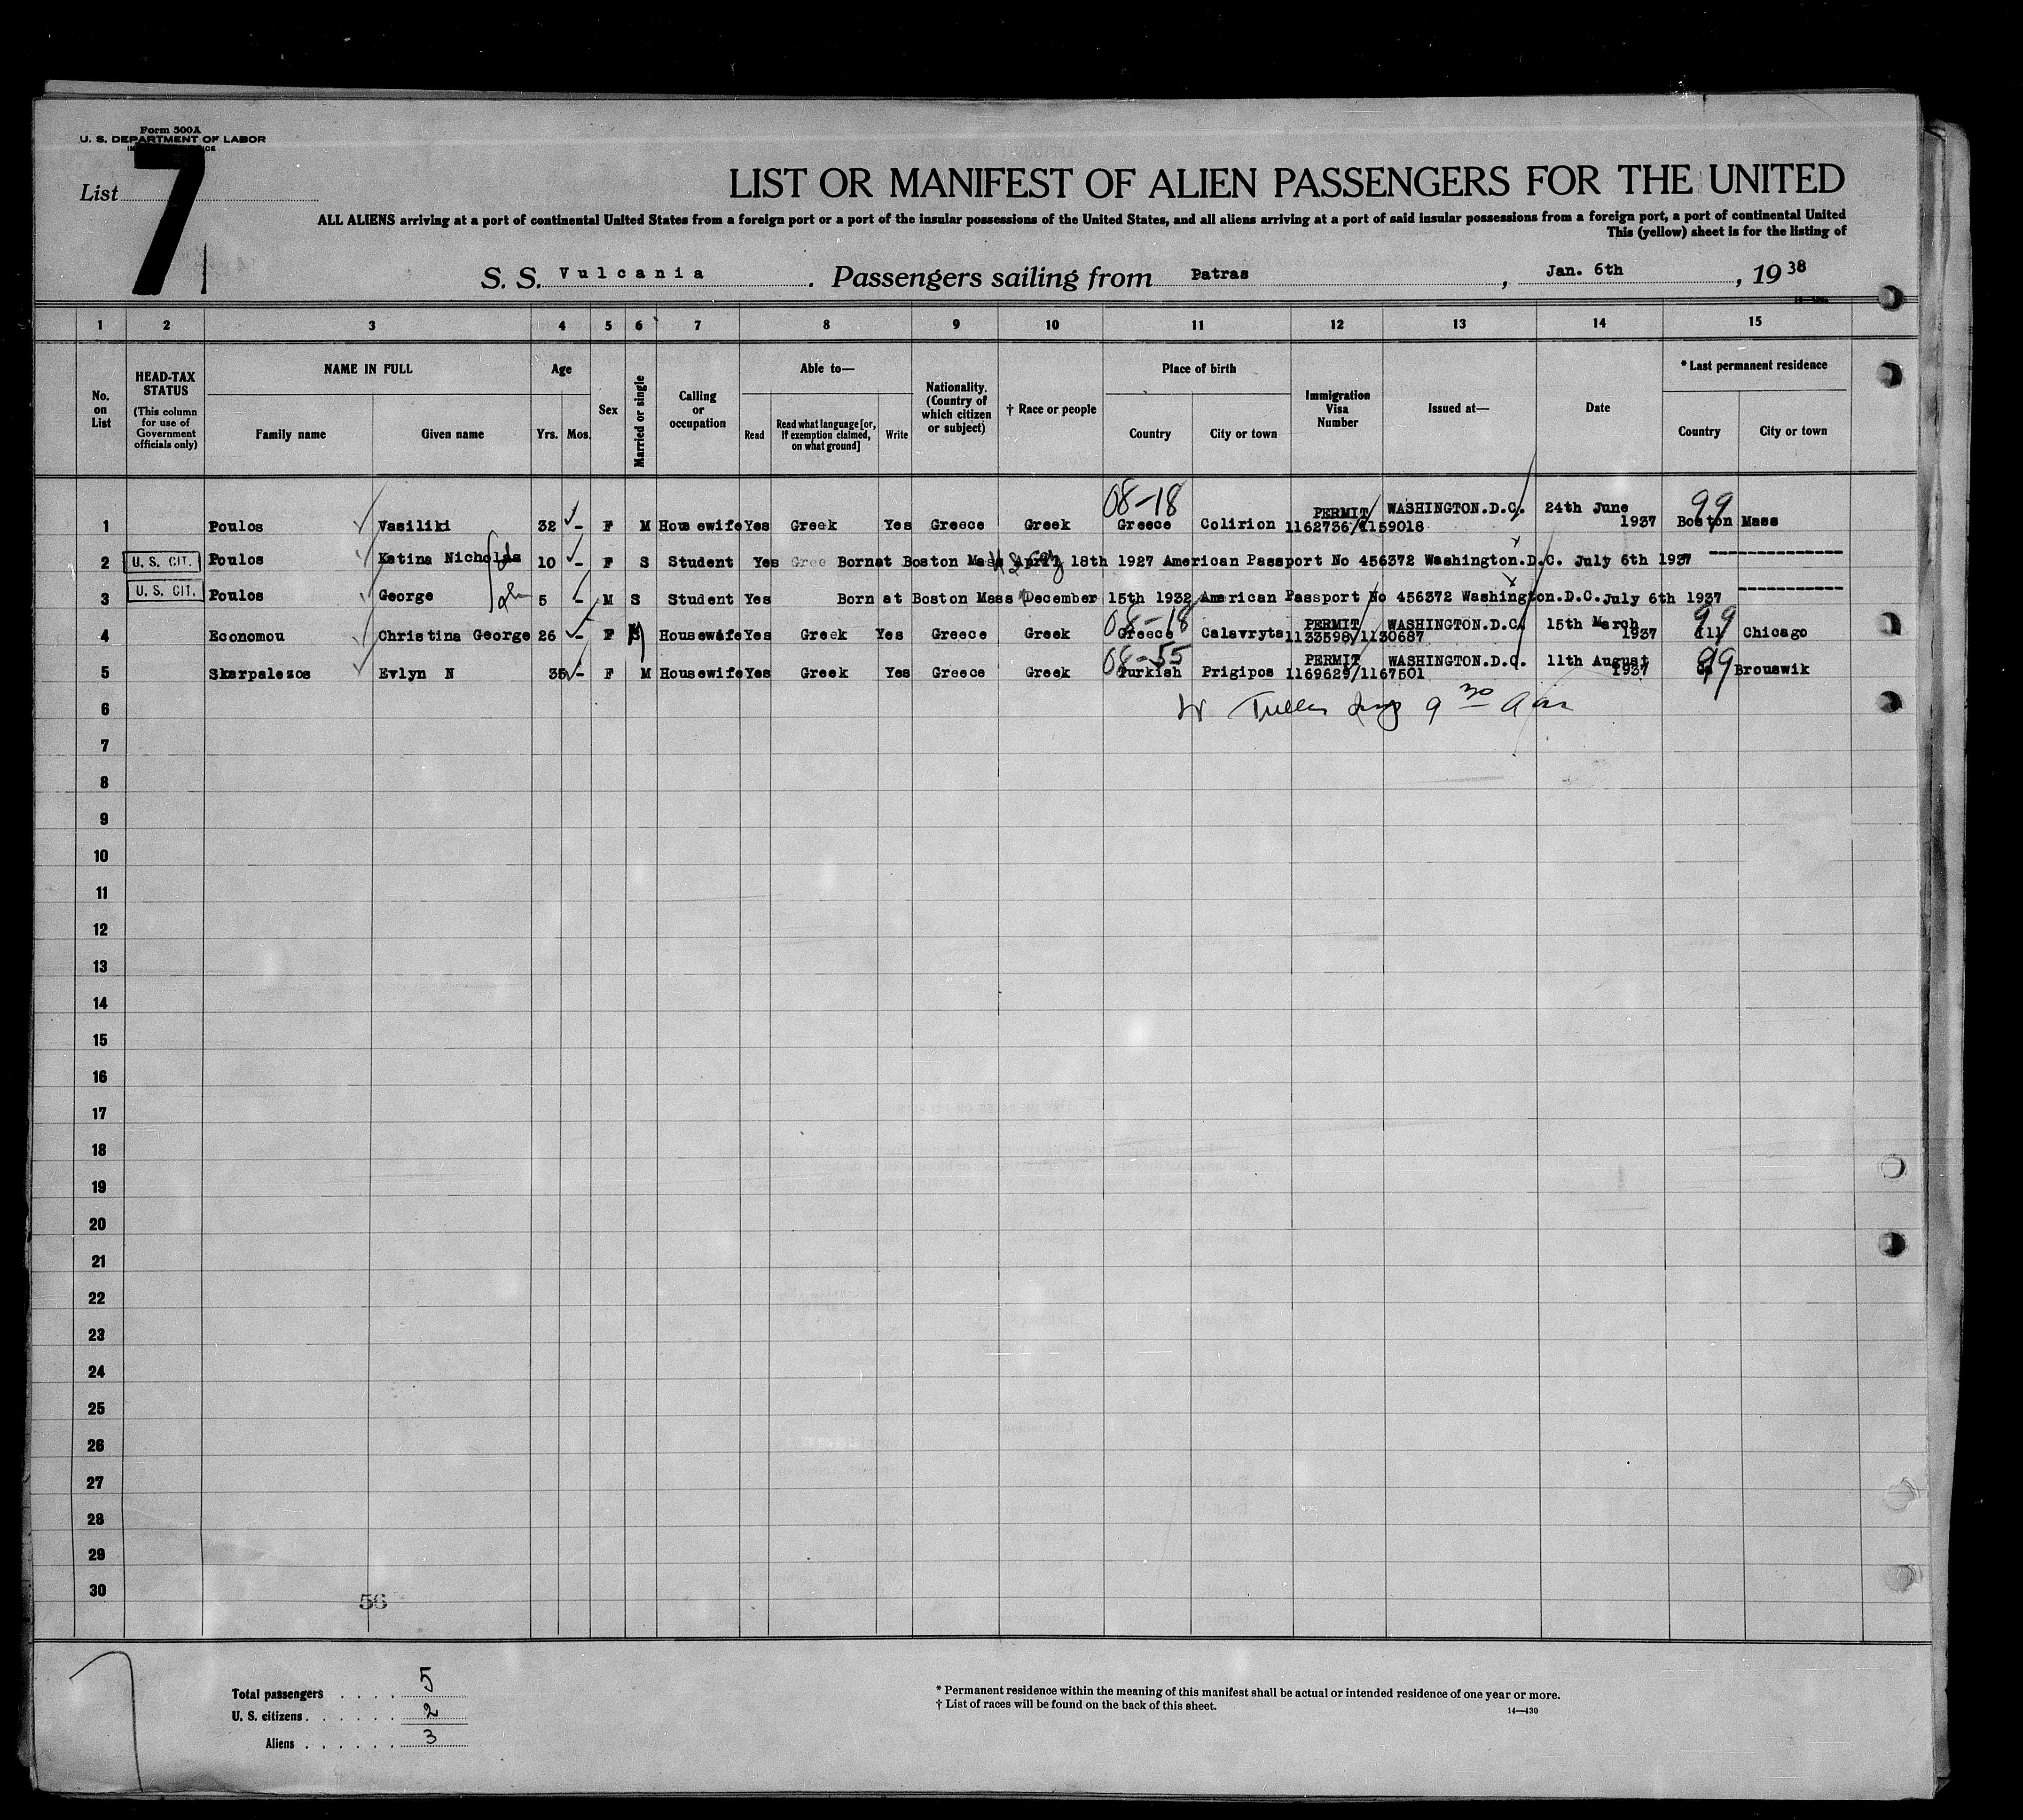 Form 500A
U. S. DEPARTMENT OF LABOR
List 7
LIST OR MANIFEST OF ALIEN PASSENGERS FOR THE UNITED
ALL ALIENS arriving at a port of continental United States from a foreign port or a port of the insular possessions of the United States, and all aliens arriving at a port of said insular possessions from a foreign port, a port of continental United
This (yellow) sheet is for the listing of
S. S. Vulcania. Passengers sailing from Patras, Jan. 6th, 19 38
1 2 3 4 5 6 7 8 9 10 11 12 13 14 15
No. on List
HEAD-TAX STATUS
(This column for use of Government officials only)
NAME IN FULL
Family name
Given name
Age
Yrs. Mos.
Sex
Married or single
Calling or occupation
Able to—
Read
Read what language [or, if exemption claimed, on what ground]
Write
Nationality. (Country of which citizen or subject)
† Race or people
Place of birth
Country
City or town
Immigration Visa Number
Issued at—
Date
* Last permanent residence
Country
City or town
08-18 PERMIT WASHINGTON.D.C. 24th June 99
1 Poulos Vasiliki 32 - F M Housewife Yes Greek Yes Greece Greek Greece Colirion 1162736/1159018 1937 Boston Mass
2 U. S. CIT. Poulos Katina Nicholas 10 - F S Student Yes Gree Bornat Boston Mass April 18th 1927 American Passport No 456372 Washington.D.C. July 6th 1937 --------------
3 U. S. CIT. Poulos George 5 - M S Student Yes Born at Boston Mass December 15th 1932 American Passport No 456372 Washington.D.C. July 6th 1937 -----------
08-18 PERMIT WASHINGTON.D.C. 15th March 99
4 Economou Christina George 26 - F M Housewife Yes Greek Yes Greece Greek Greece Calavryta 1133598/1130687 1937 Ill Chicago
08-55 PERMIT WASHINGTON.D.C. 11th August 99
5 Skarpalezos Evlyn N 35 - F M Housewife Yes Greek Yes Greece Greek Turkish Prigipos 1169629/1167501 1937 Brouswik
6 9 30 am
7
8
9
10
11
12
13
14
15
16
17
18
19
20
21
22
23
24
25
26
27
28
29
30
56
Total passengers . . . . 5
U. S. citizens. . . . . . 2
Aliens . . . . . . 3
* Permanent residence within the meaning of this manifest shall be actual or intended residence of one year or more.
† List of races will be found on the back of this sheet.
14—430